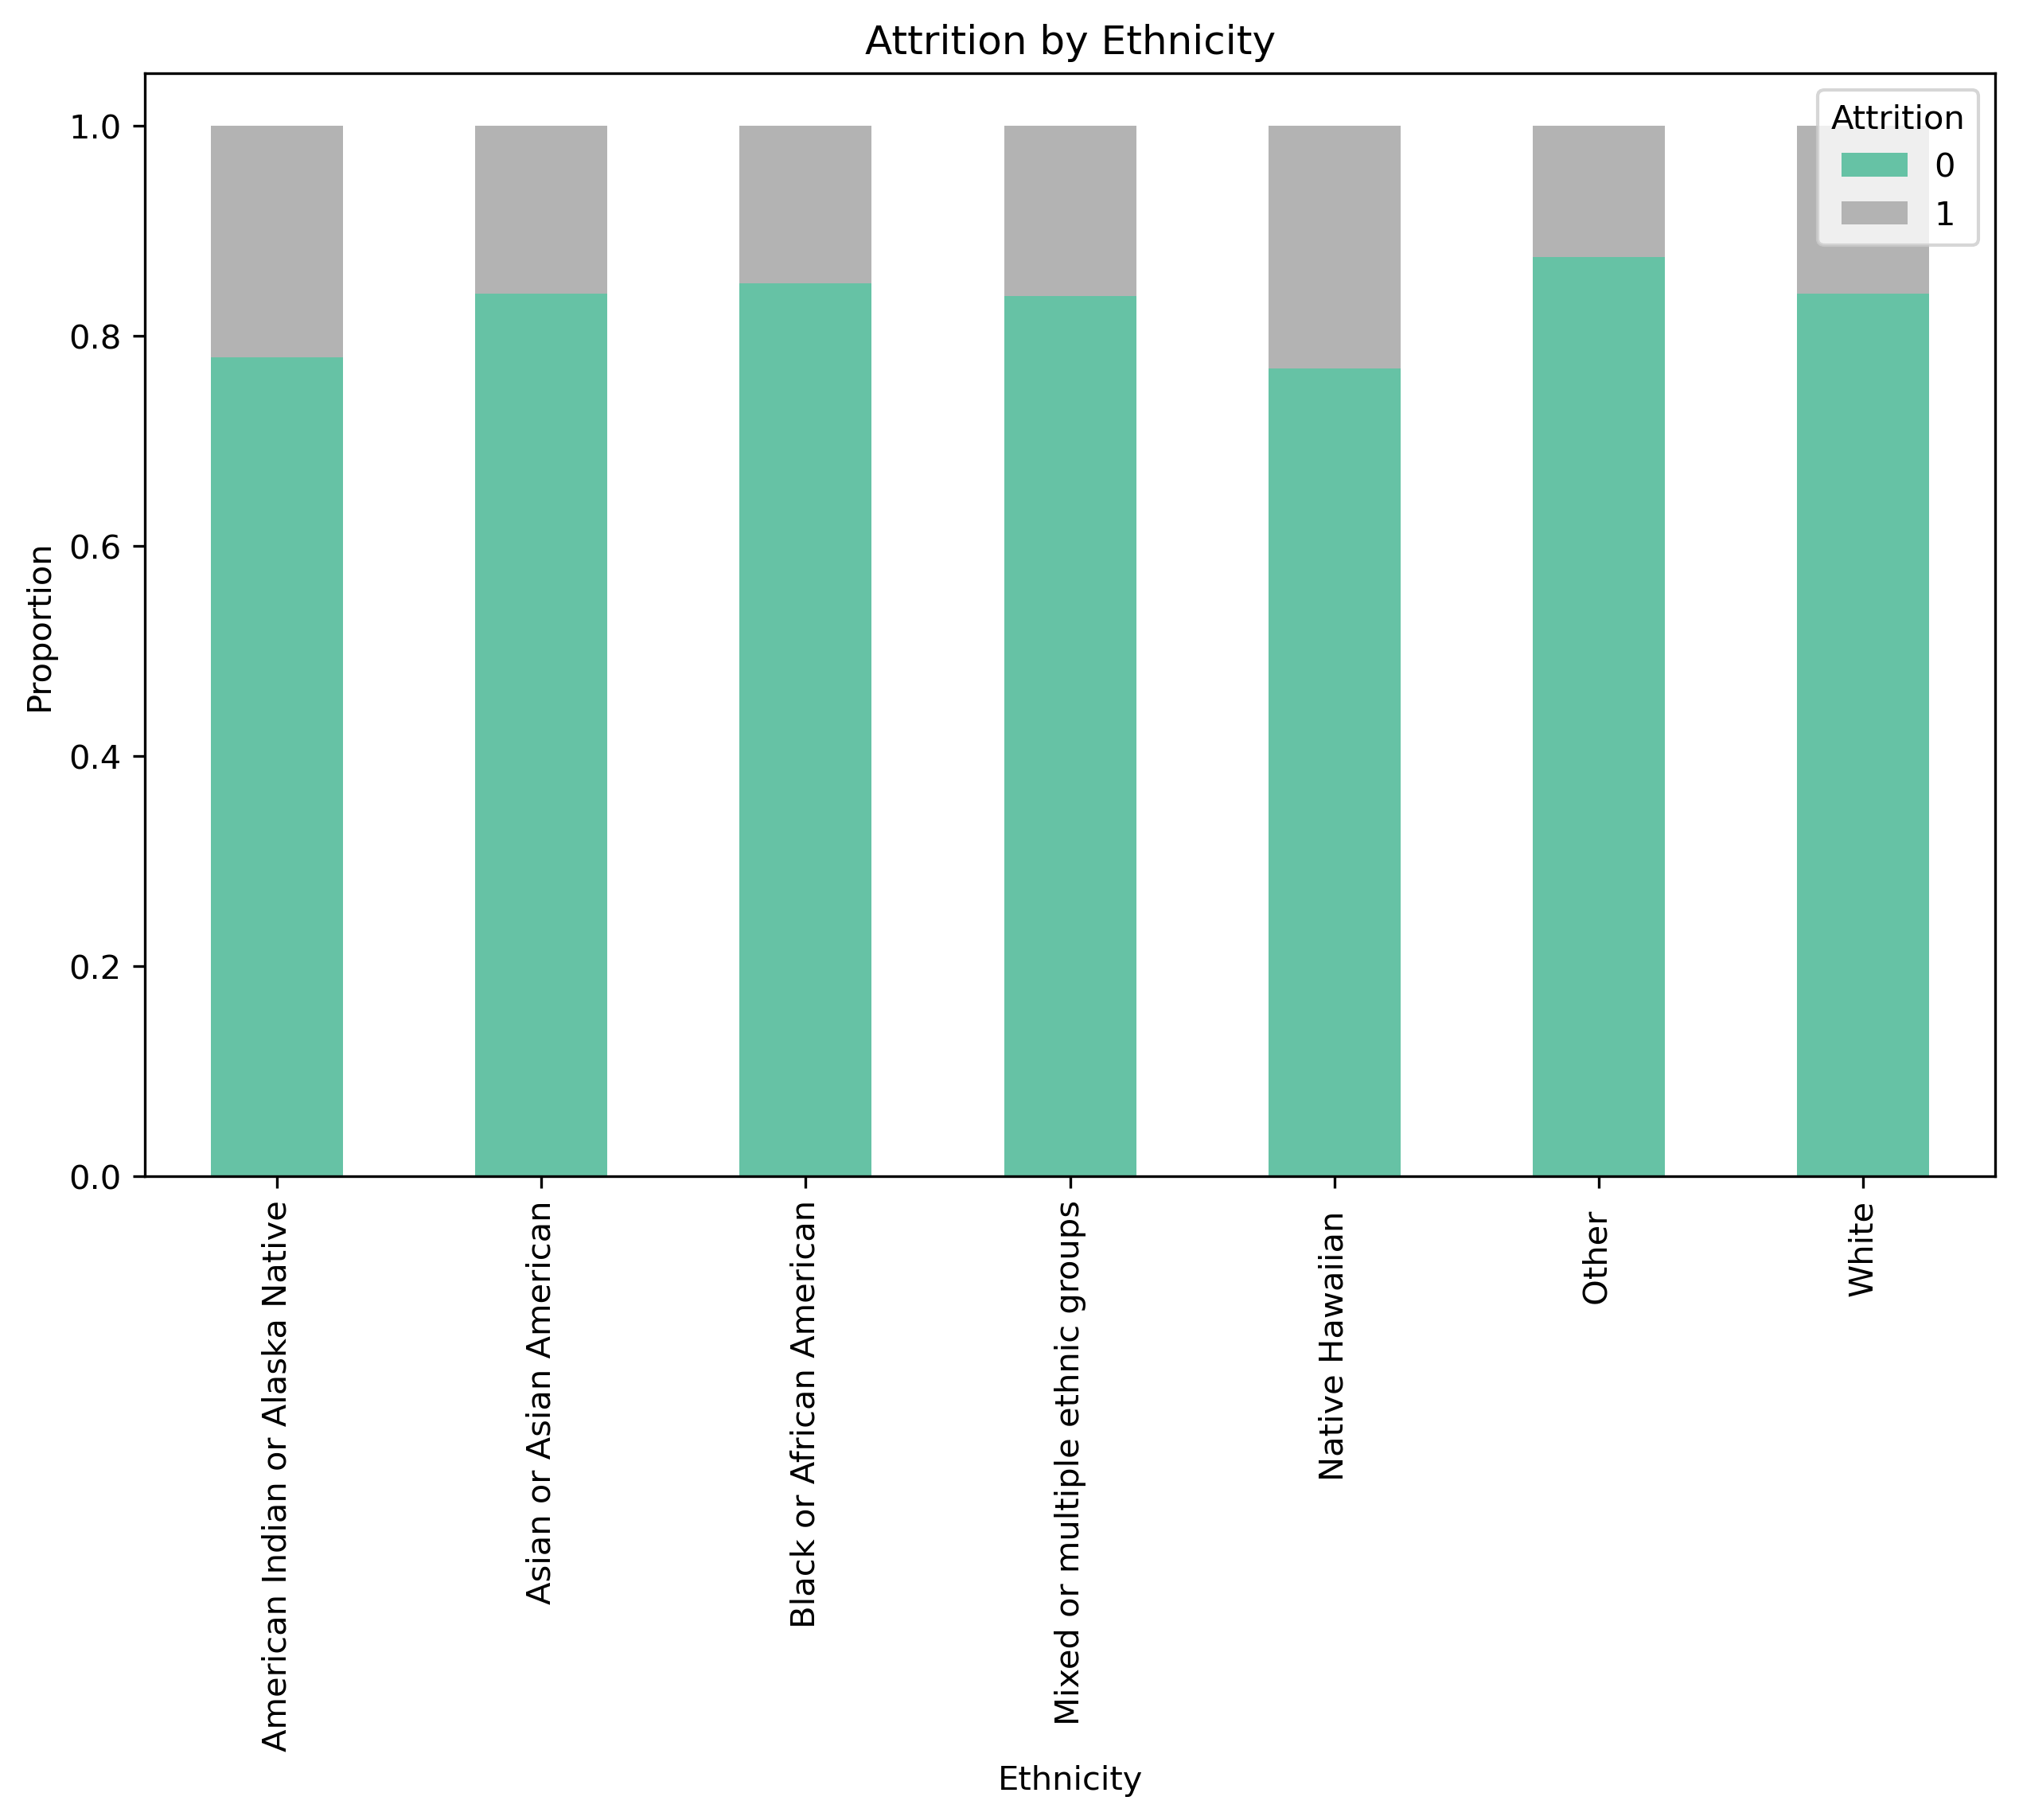 Attrition by Ethnicity
Attrition
0
1
1.0
0.8
0.6
0.4
0.2
0.0
Proportion
American Indian or Alaska Native
Asian or Asian American
Black or African American
Mixed or multiple ethnic groups
Native Hawaiian
Other
White
Ethnicity